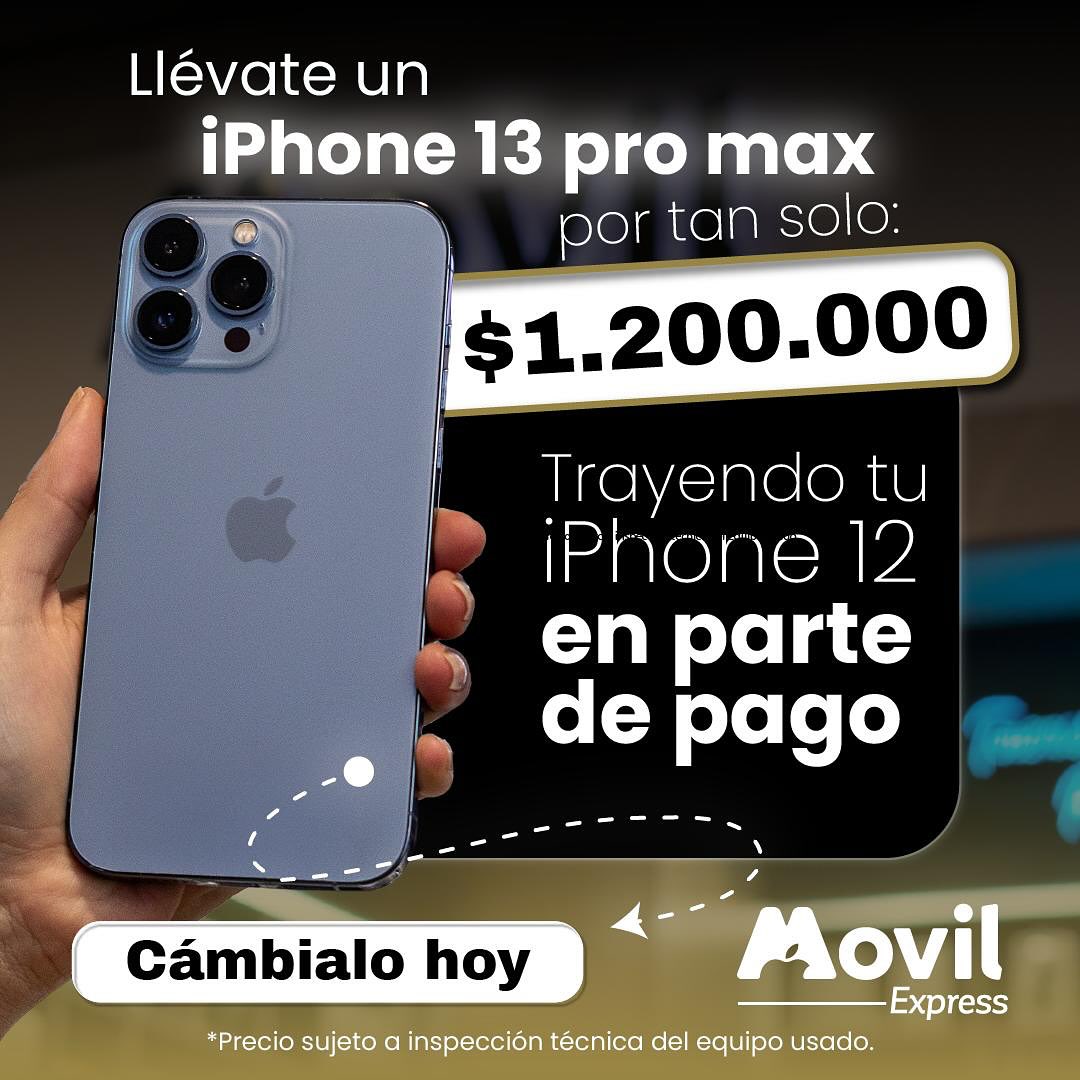 Llévate un
iPhone 13 pro max
por tan solo:
$1.200.000
Trayendo tu
iPhone 12
en parte
de pago
Cámbialo hoy
Movil
Express
*Precio sujeto a inspección técnica del equipo usado.